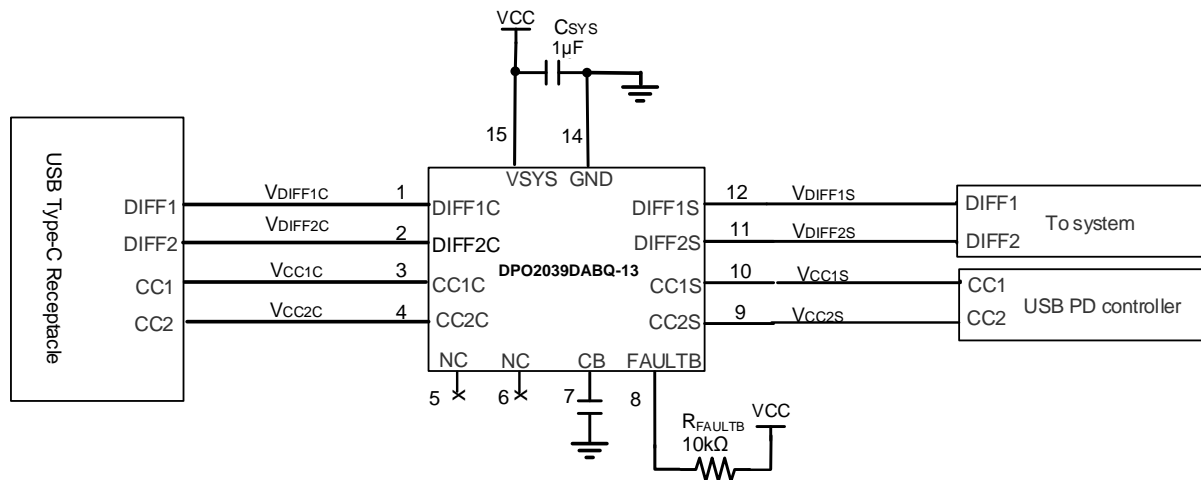 VCC
CSYS
1µF
15
14
USB Type-C Receptacle
DIFF1
DIFF2
CC1
CC2
VDIFF1C
VDIFF2C
VCC1C
VCC2C
1
2
3
4
VSYS GND
DIFF1C
DIFF2C
CC1C
CC2C
DPO2039DABQ-13
DIFF1S
DIFF2S
CC1S
CC2S
NC
NC
CB
FAULTB
12
11
10
9
VDIFF1S
VDIFF2S
VCC1S
VCC2S
DIFF1
DIFF2
To system
CC1
CC2
USB PD controller
5
6
7
8
RFAULTB
10kΩ
VCC